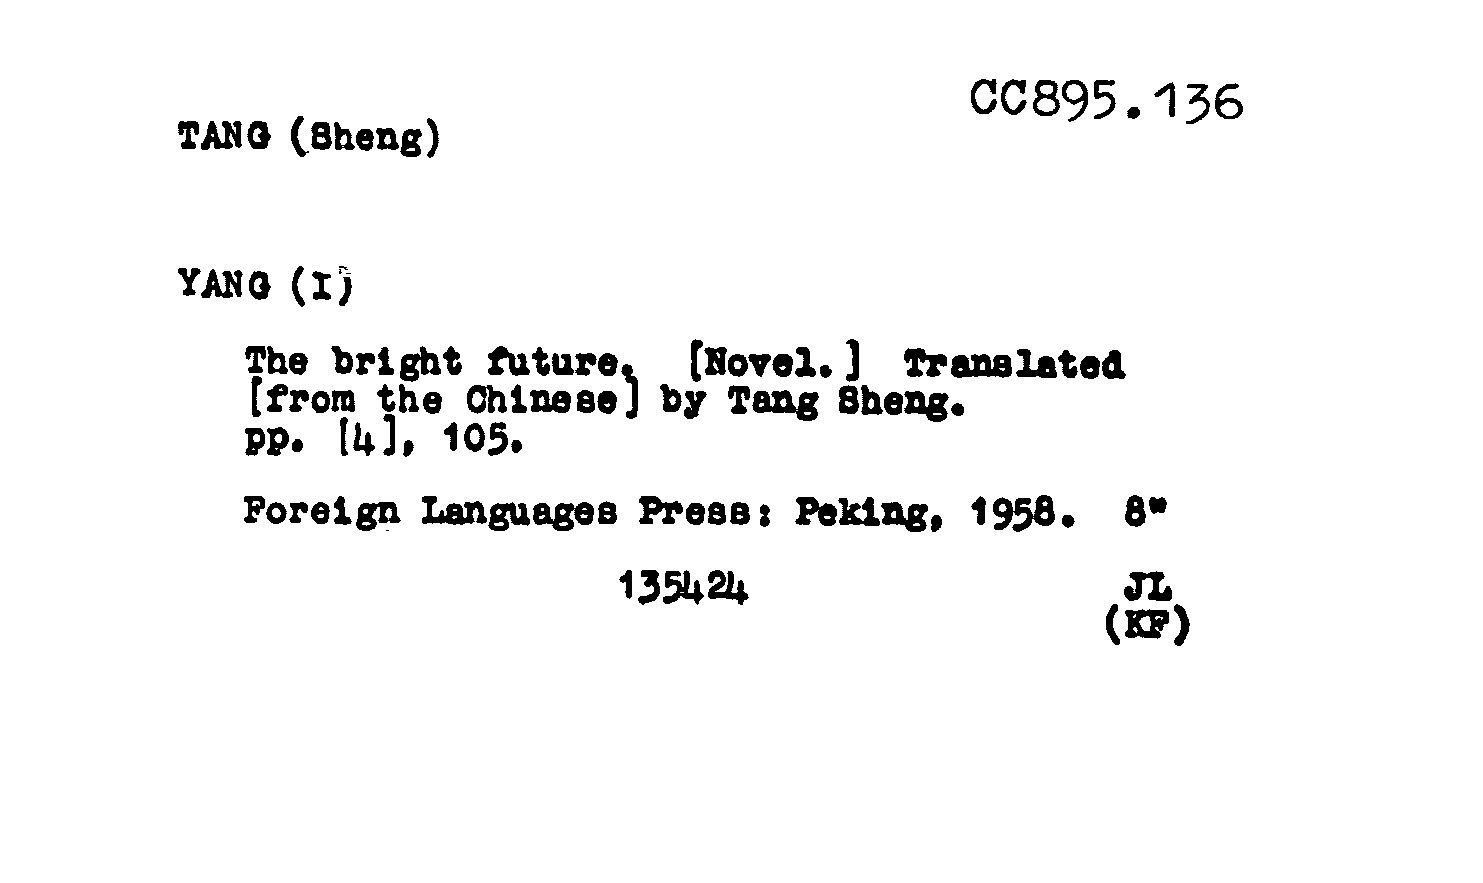 CC895.136
TANG (Sheng)
YANG (I)
The bright future. [Novel.] Translated
[from the Chinese] by Tang Sheng.
pp. [4], 105.
Foreign Languages Press: Peking, 1958. 8"
135424 JL
(KF)